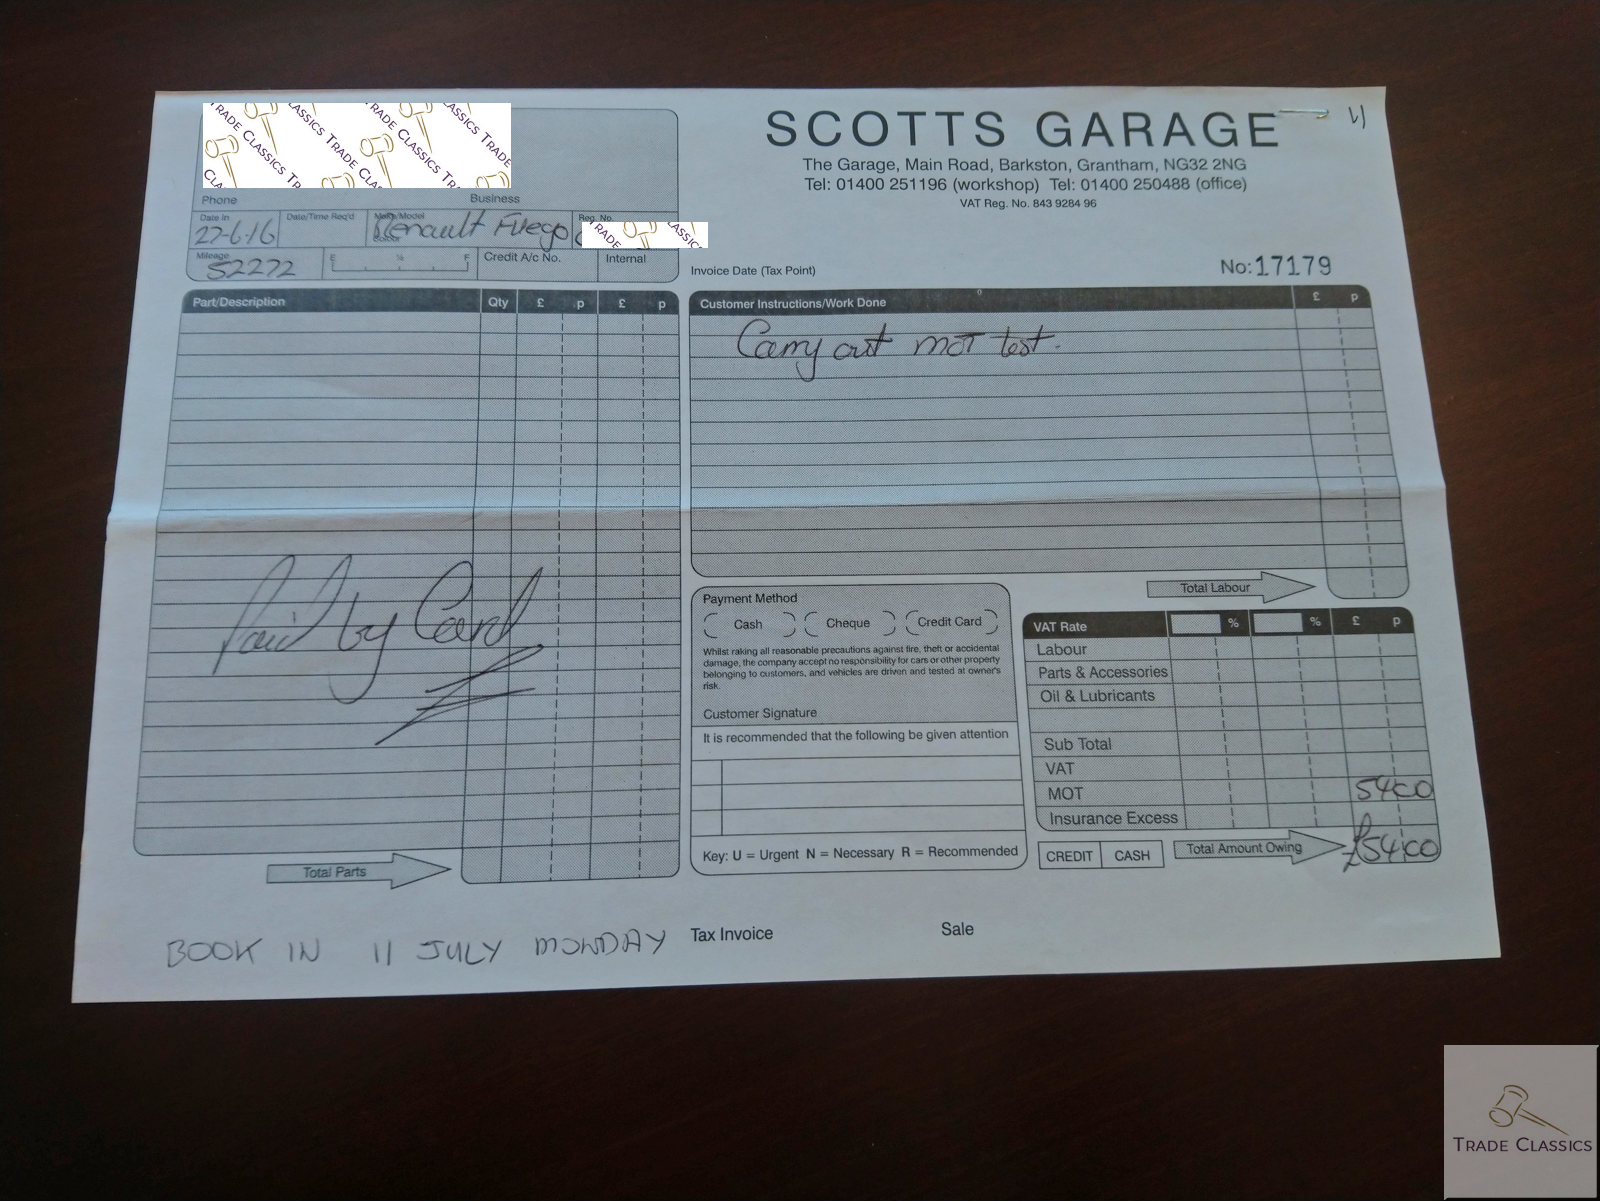 SCOTTS GARAGE
The Garage, Main Road, Barkston, Grantham, NG32 2NG
Tel: 01400 251196 (workshop) Tel: 01400 250488 (office)
VAT Reg. No. 843 9284 96
TRADE CLASSICS TRADE CLASSICS
Phone Business
Date In Date/Time Req'd Make/Model Reg. No.
27-6-16 Renault Fuego
Colour
Mileage E ½ F Credit A/c No. Internal
52272
Invoice Date (Tax Point) No: 17179
Part/Description Qty £ p £ p
Paid by Card
Total Parts
Customer Instructions/Work Done £ p
Carry out MOT test.
Total Labour
Payment Method
Cash Cheque Credit Card
Whilst raking all reasonable precautions against fire, theft or accidental
damage, the company accept no responsibility for cars or other property
belonging to customers, and vehicles are driven and tested at owner's
risk.
Customer Signature
It is recommended that the following be given attention
Key: U = Urgent N = Necessary R = Recommended
VAT Rate % % £ p
Labour
Parts & Accessories
Oil & Lubricants
Sub Total
VAT
MOT 54 00
Insurance Excess
CREDIT CASH Total Amount Owing £54 00
Tax Invoice Sale
BOOK IN 11 JULY MONDAY
TRADE CLASSICS